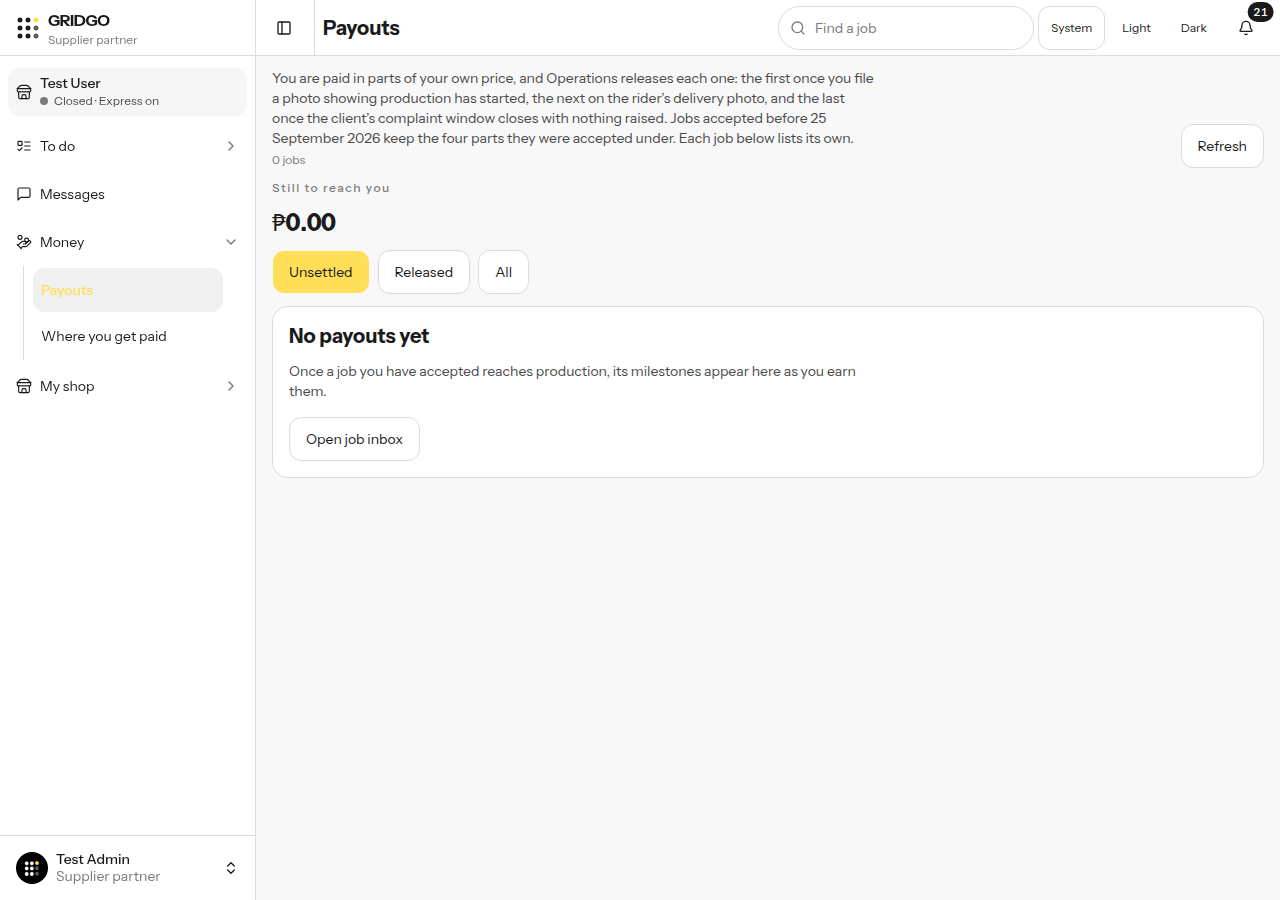 GRIDGO
Supplier partner
Test User
Closed · Express on
To do
Messages
Money
Payouts
Where you get paid
My shop
Test Admin
Supplier partner
Payouts
Find a job
System
Light
Dark
21
You are paid in parts of your own price, and Operations releases each one: the first once you file
a photo showing production has started, the next on the rider’s delivery photo, and the last
once the client’s complaint window closes with nothing raised. Jobs accepted before 25
September 2026 keep the four parts they were accepted under. Each job below lists its own.
0 jobs
Refresh
Still to reach you
₱0.00
Unsettled
Released
All
No payouts yet
Once a job you have accepted reaches production, its milestones appear here as you earn
them.
Open job inbox